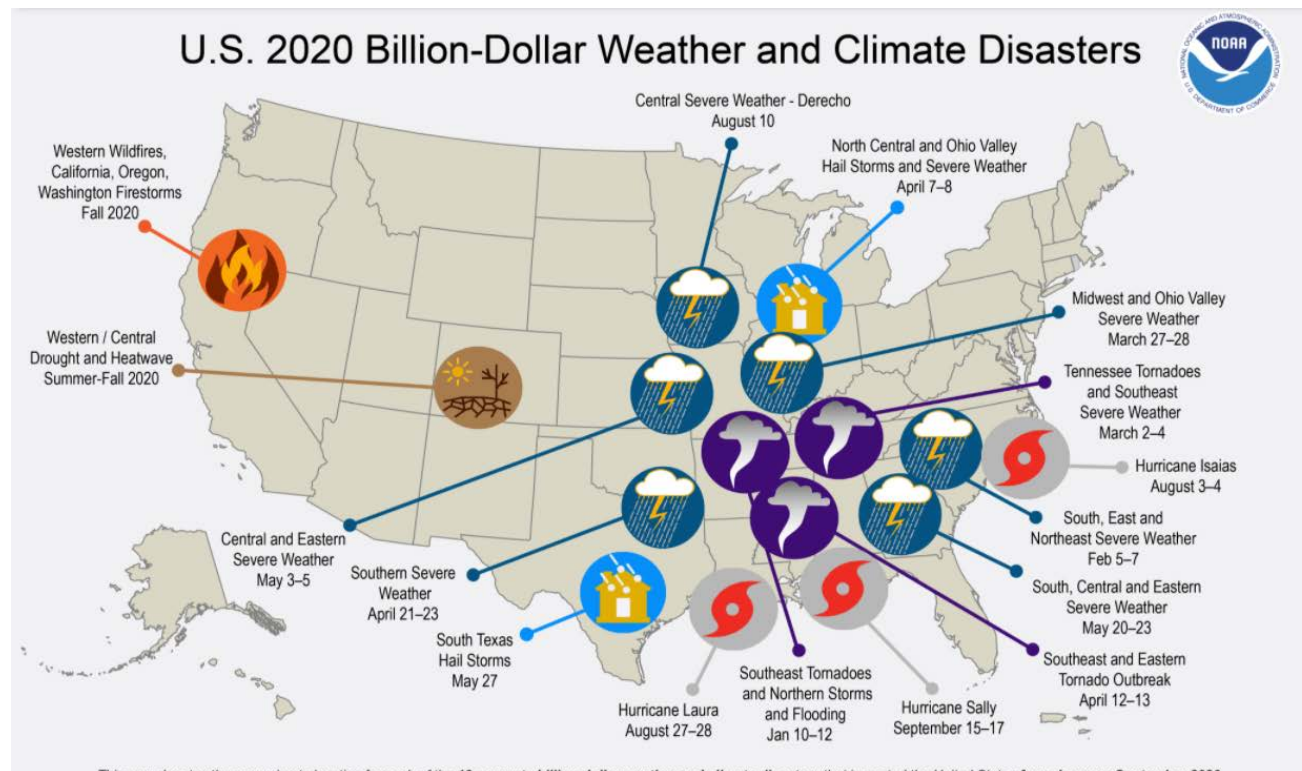 U.S. 2020 Billion-Dollar Weather and Climate Disasters
NATIONAL OCEANIC AND ATMOSPHERIC ADMINISTRATION
NOAA
U.S. DEPARTMENT OF COMMERCE
Central Severe Weather - Derecho
August 10
North Central and Ohio Valley
Hail Storms and Severe Weather
April 7–8
Western Wildfires,
California, Oregon,
Washington Firestorms
Fall 2020
Midwest and Ohio Valley
Severe Weather
March 27–28
Western / Central
Drought and Heatwave
Summer-Fall 2020
Tennessee Tornadoes
and Southeast
Severe Weather
March 2–4
Hurricane Isaias
August 3–4
South, East and
Northeast Severe Weather
Feb 5–7
Central and Eastern
Severe Weather
May 3–5
Southern Severe
Weather
April 21–23
South, Central and Eastern
Severe Weather
May 20–23
South Texas
Hail Storms
May 27
Southeast and Eastern
Tornado Outbreak
April 12–13
Hurricane Laura
August 27–28
Southeast Tornadoes
and Northern Storms
and Flooding
Jan 10–12
Hurricane Sally
September 15–17